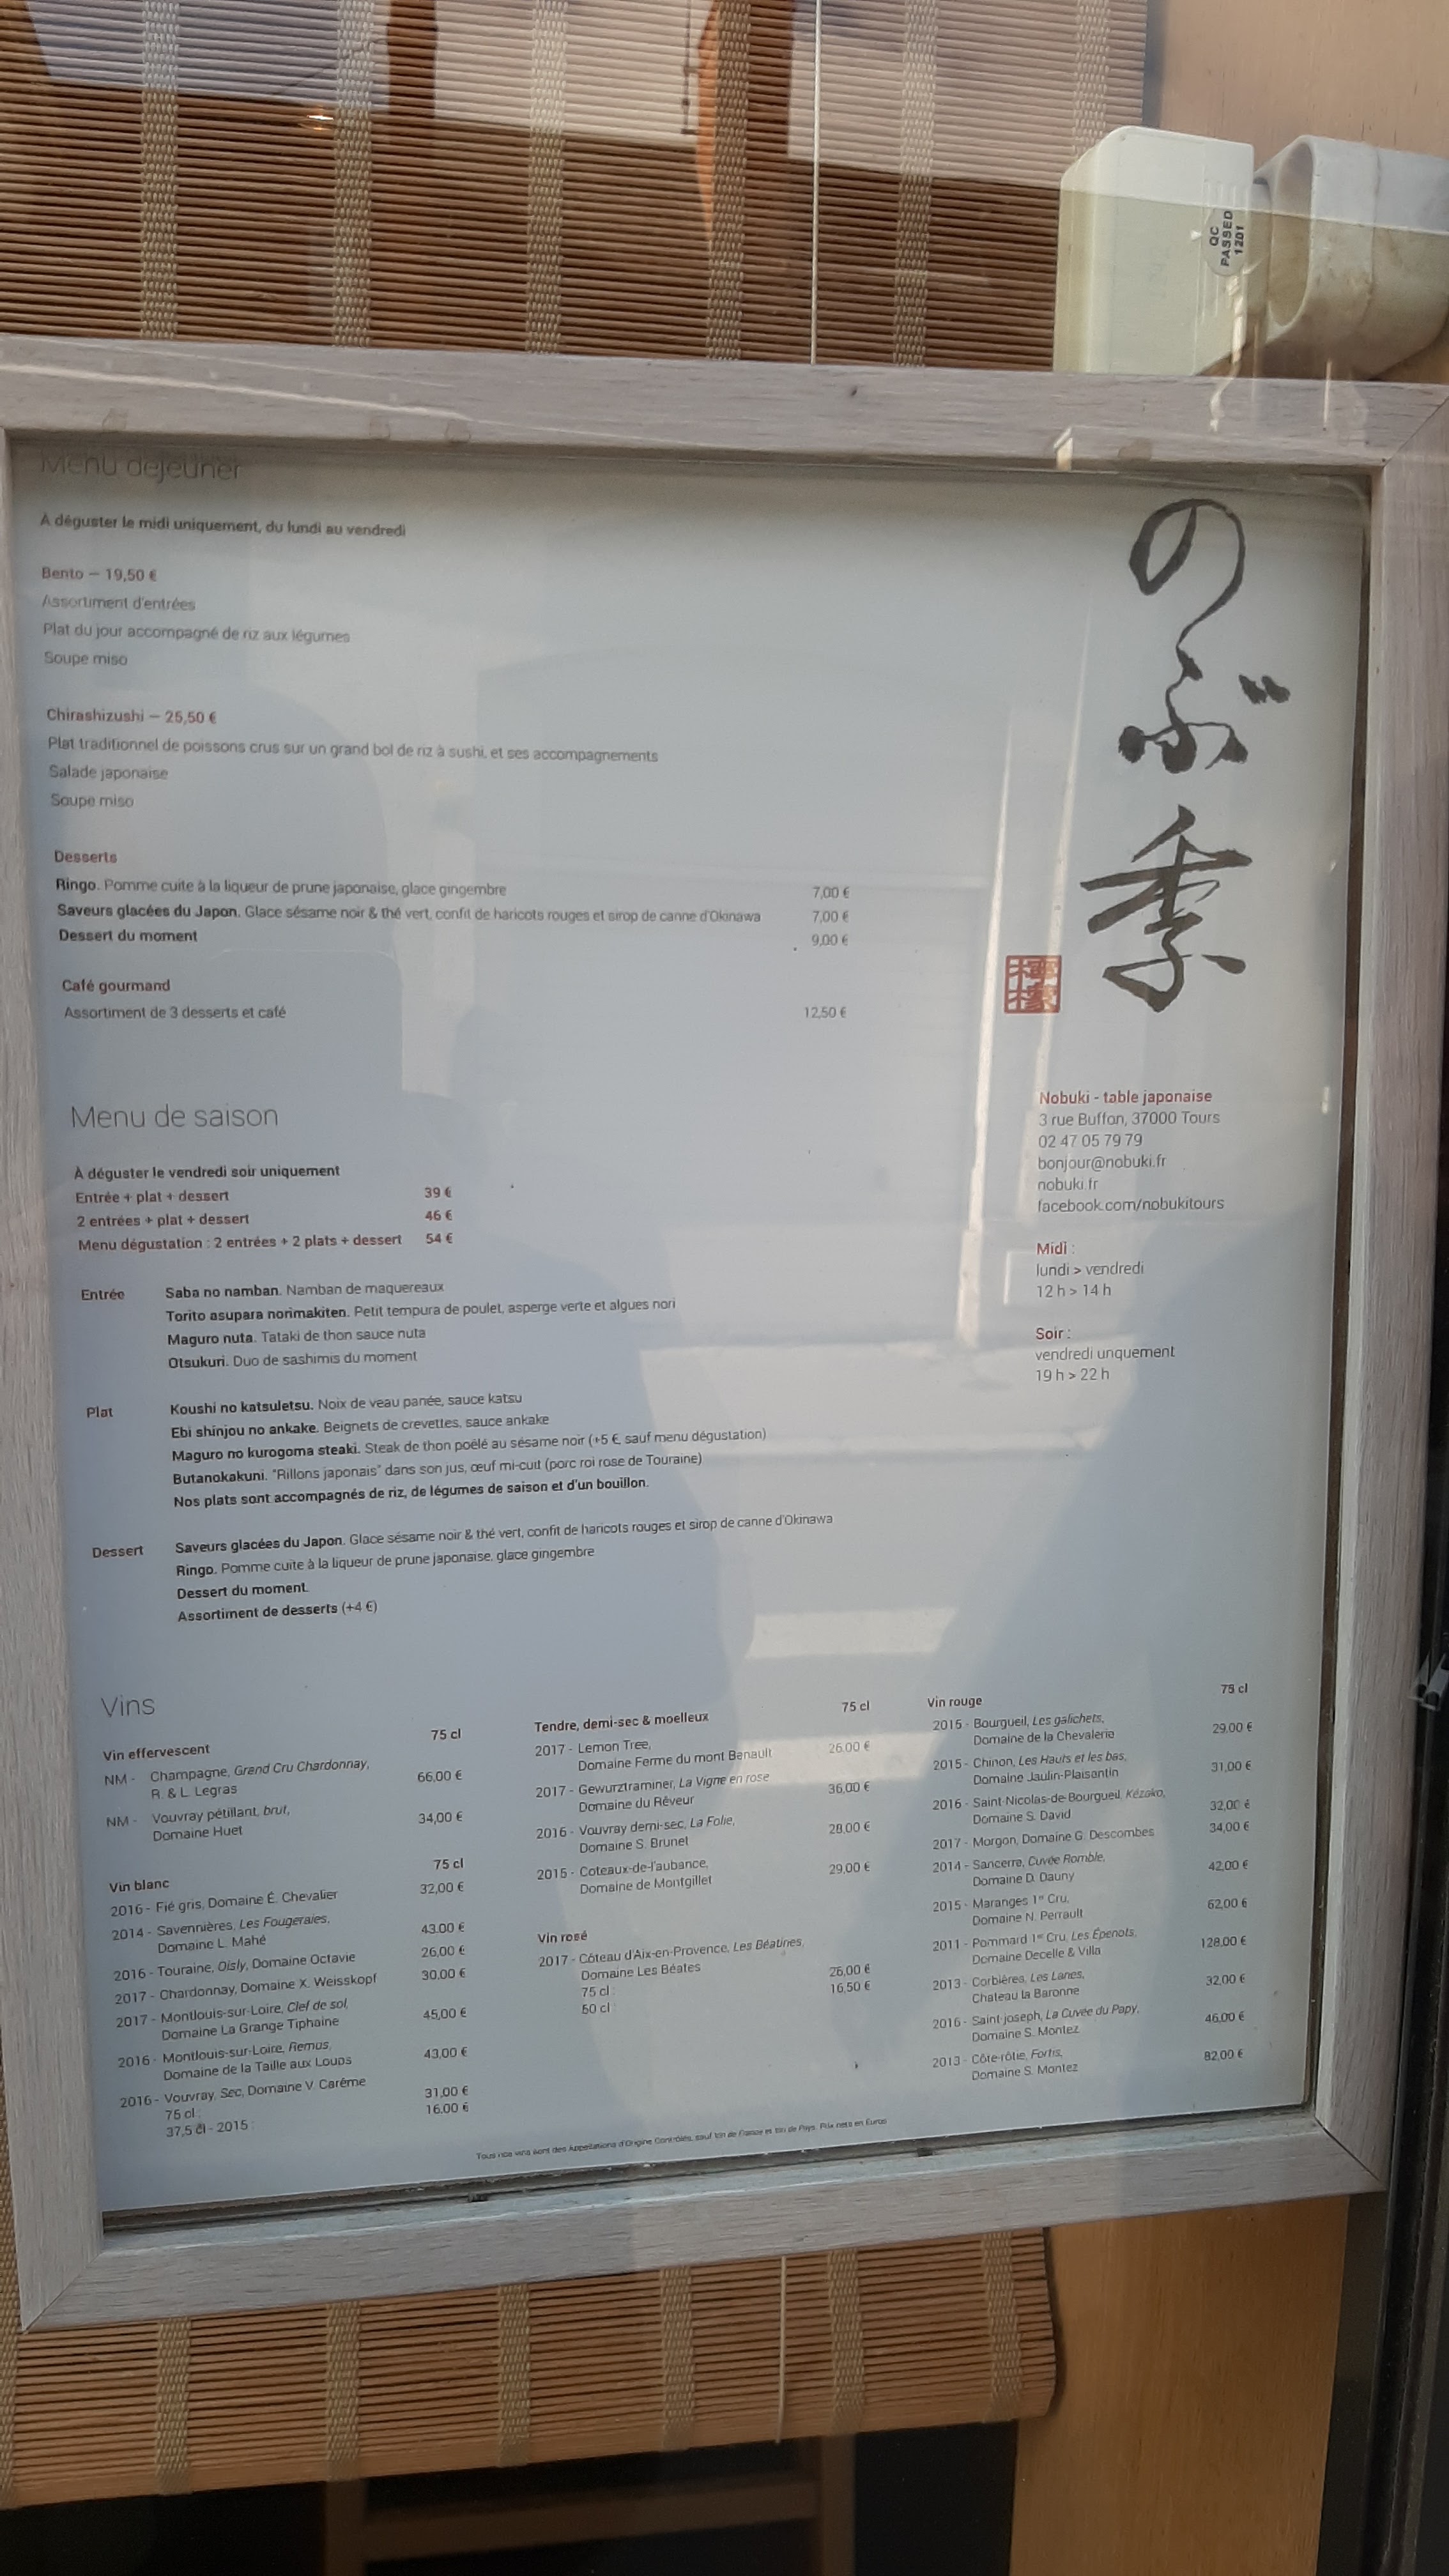 QC
PASSED
1201
Menu déjeuner
À déguster le midi uniquement, du lundi au vendredi
Bento – 19,50 €
Assortiment d'entrées
Plat du jour accompagné de riz aux légumes
Soupe miso
Chirashizushi – 25,50 €
Plat traditionnel de poissons crus sur un grand bol de riz à sushi, et ses accompagnements
Salade japonaise
Soupe miso
Desserts
Ringo. Pomme cuite à la liqueur de prune japonaise, glace gingembre 7,00 €
Saveurs glacées du Japon. Glace sésame noir & thé vert, confit de haricots rouges et sirop de canne d'Okinawa 7,00 €
Dessert du moment 9,00 €
Café gourmand
Assortiment de 3 desserts et café 12,50 €
のぶ季
Nobuki - table japonaise
3 rue Buffon, 37000 Tours
02 47 05 79 79
bonjour@nobuki.fr
nobuki.fr
facebook.com/nobukitours
Midi :
lundi > vendredi
12 h > 14 h
Soir :
vendredi unquement
19 h > 22 h
Menu de saison
À déguster le vendredi soir uniquement
Entrée + plat + dessert 39 €
2 entrées + plat + dessert 46 €
Menu dégustation : 2 entrées + 2 plats + dessert 54 €
Entrée Saba no namban. Namban de maquereaux
Torito asupara norimakiten. Petit tempura de poulet, asperge verte et algues nori
Maguro nuta. Tataki de thon sauce nuta
Otsukuri. Duo de sashimis du moment
Plat Koushi no katsuletsu. Noix de veau panée, sauce katsu
Ebi shinjou no ankake. Beignets de crevettes, sauce ankake
Maguro no kurogoma steaki. Steak de thon poêlé au sésame noir (+5 €, sauf menu dégustation)
Butanokakuni. "Rillons japonais" dans son jus, œuf mi-cuit (porc roi rose de Touraine)
Nos plats sont accompagnés de riz, de légumes de saison et d'un bouillon.
Dessert Saveurs glacées du Japon. Glace sésame noir & thé vert, confit de haricots rouges et sirop de canne d'Okinawa
Ringo. Pomme cuite à la liqueur de prune japonaise, glace gingembre
Dessert du moment.
Assortiment de desserts (+4 €)
Vins
Vin effervescent 75 cl
NM - Champagne, Grand Cru Chardonnay,
R. & L. Legras 66,00 €
NM - Vouvray pétillant, brut,
Domaine Huet 34,00 €
Vin blanc 75 cl
2016 - Fié gris, Domaine É. Chevalier 32,00 €
2014 - Savennières, Les Fougeraies,
Domaine L. Mahé 43,00 €
2016 - Touraine, Oisly, Domaine Octavie 26,00 €
2017 - Chardonnay, Domaine X. Weisskopf 30,00 €
2017 - Montlouis-sur-Loire, Clef de sol,
Domaine La Grange Tiphaine 45,00 €
2016 - Montlouis-sur-Loire, Remus,
Domaine de la Taille aux Loups 43,00 €
2016 - Vouvray, Sec, Domaine V. Carême
75 cl : 31,00 €
37,5 cl - 2015 : 16,00 €
Tendre, demi-sec & moelleux 75 cl
2017 - Lemon Tree,
Domaine Ferme du mont Benault 26,00 €
2017 - Gewurztraminer, La Vigne en rose
Domaine du Rêveur 36,00 €
2016 - Vouvray demi-sec, La Folie,
Domaine S. Brunet 28,00 €
2015 - Coteaux-de-l'aubance,
Domaine de Montgillet 29,00 €
Vin rosé
2017 - Côteau d'Aix-en-Provence, Les Béatines,
Domaine Les Béates
75 cl : 26,00 €
50 cl : 16,50 €
Vin rouge 75 cl
2015 - Bourgueil, Les galichets,
Domaine de la Chevalerie 29,00 €
2015 - Chinon, Les Hauts et les bas,
Domaine Jaulin-Plaisantin 31,00 €
2016 - Saint-Nicolas-de-Bourgueil, Kézako,
Domaine S. David 32,00 €
2017 - Morgon, Domaine G. Descombes 34,00 €
2014 - Sancerre, Cuvée Romble,
Domaine D. Dauny 42,00 €
2015 - Maranges 1er Cru,
Domaine N. Perrault 62,00 €
2011 - Pommard 1er Cru, Les Épenots,
Domaine Decelle & Villa 128,00 €
2013 - Corbières, Les Lanes,
Chateau la Baronne 32,00 €
2016 - Saint-joseph, La Cuvée du Papy,
Domaine S. Montez 46,00 €
2013 - Côte-rôtie, Fortis,
Domaine S. Montez 82,00 €
Tous nos vins sont des Appellations d'Origine Contrôlés, sauf Vin de France et Vin de Pays. Prix nets en Euros